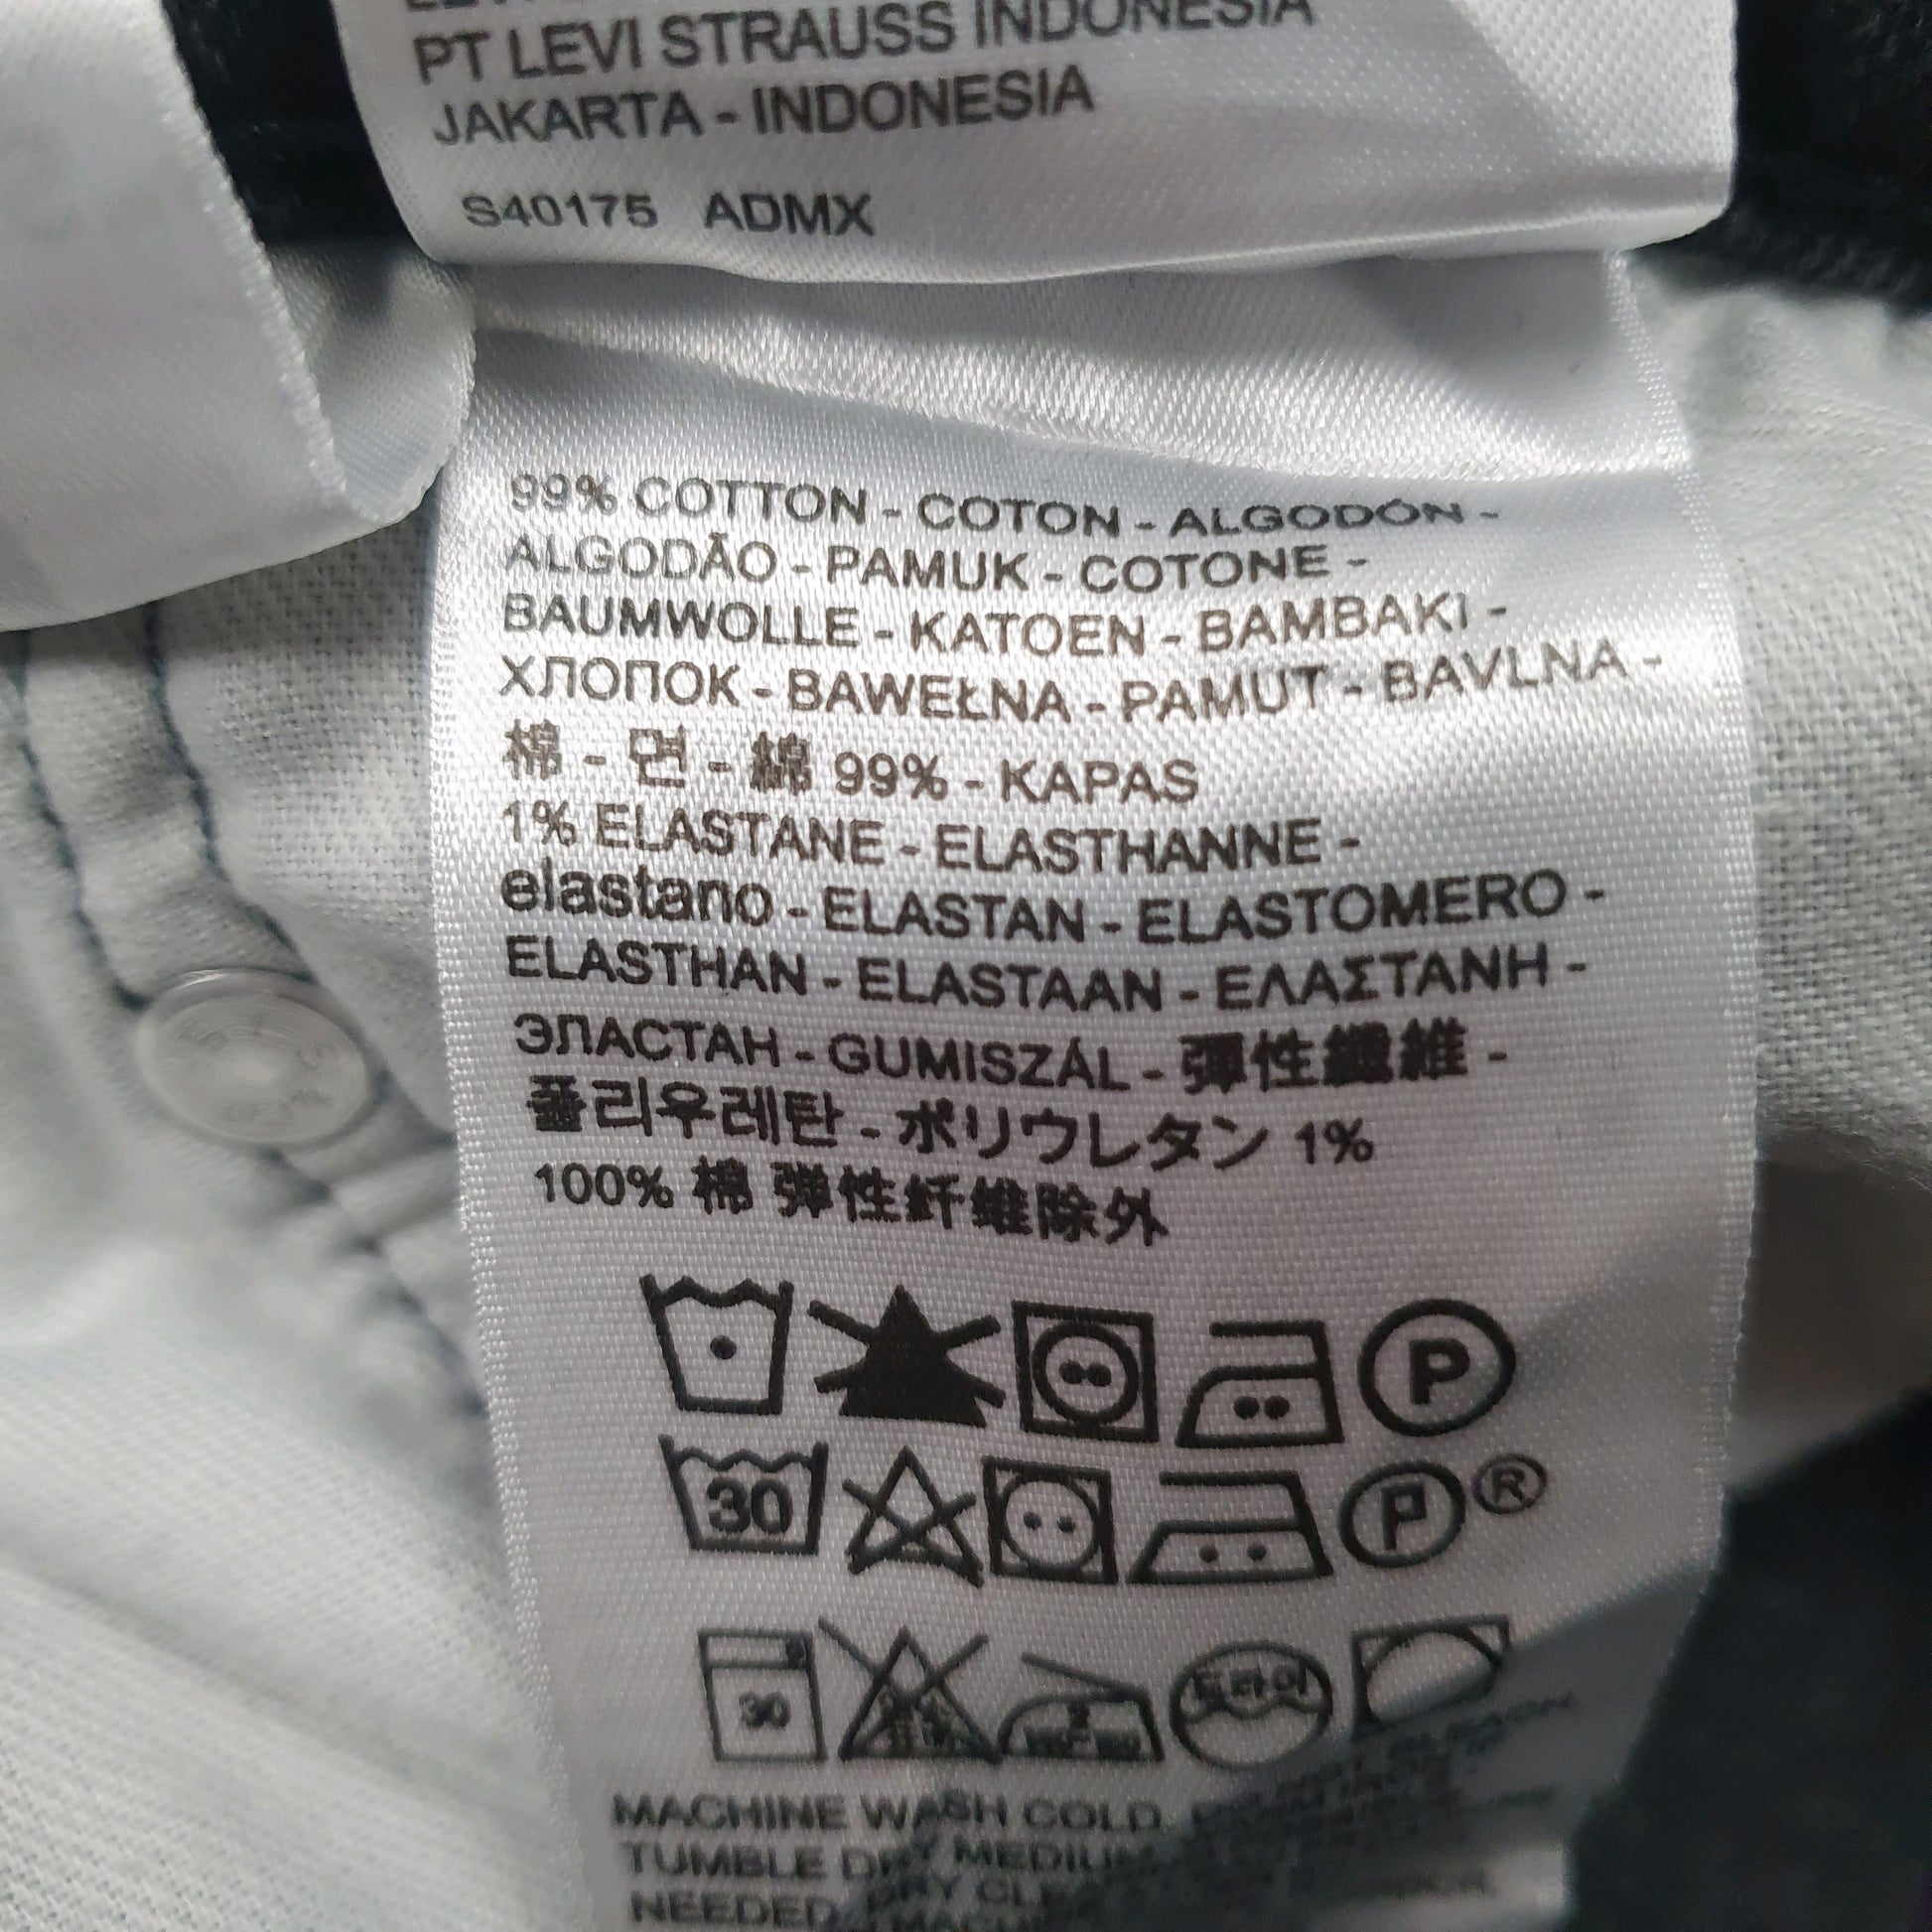 PT LEVI STRAUSS INDONESIA
JAKARTA - INDONESIA
S40175 ADMX
99% COTTON - COTON - ALGODÓN -
ALGODÃO - PAMUK - COTONE -
BAUMWOLLE - KATOEN - BAMBAKI -
ХЛОПОК - BAWEŁNA - PAMUT - BAVLNA -
棉 - 면 - 綿 99% - KAPAS
1% ELASTANE - ELASTHANNE -
elastano - ELASTAN - ELASTOMERO -
ELASTHAN - ELASTAAN - ΕΛΑΣΤΑΝΗ -
ЭЛАСТАН - GUMISZÁL - 彈性纖維 -
폴리우레탄 - ポリウレタン 1%
100% 棉 弹性纤维除外
P
30 P ®
30 드라이
MACHINE WASH COLD.
TUMBLE DRY MEDIUM
NEEDED. DRY